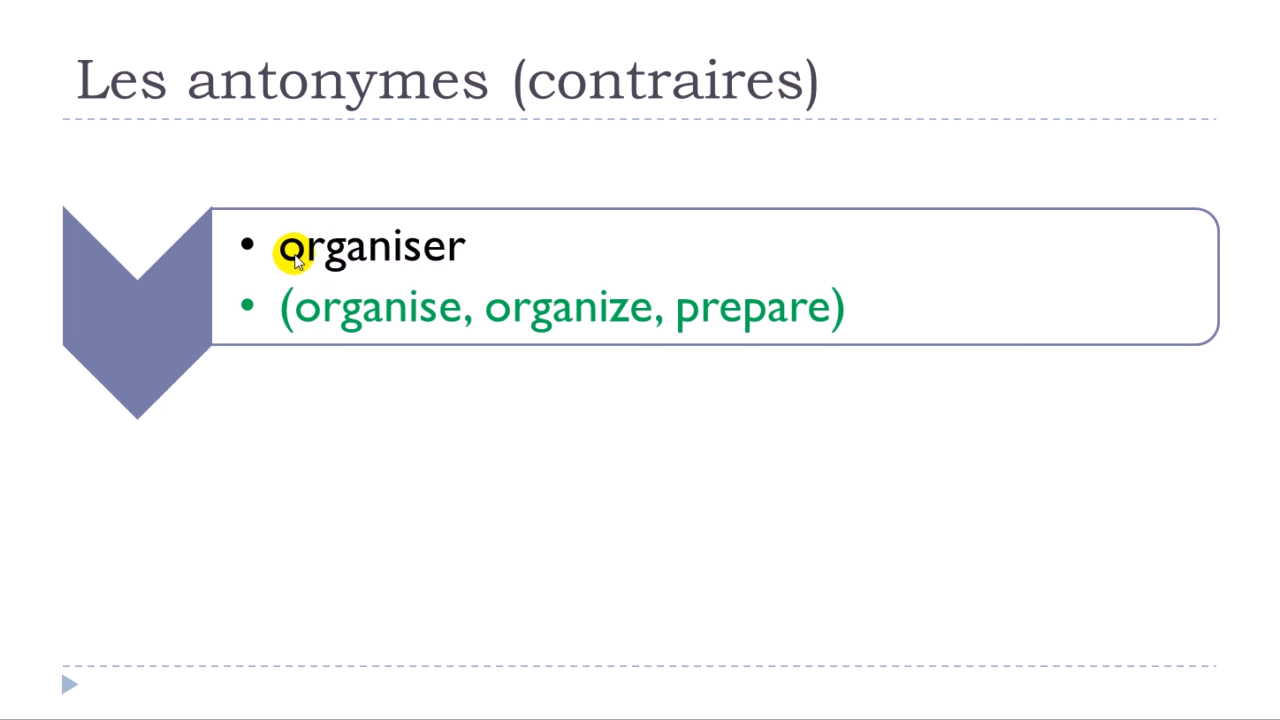 Les antonymes (contraires)
• organiser
• (organise, organize, prepare)